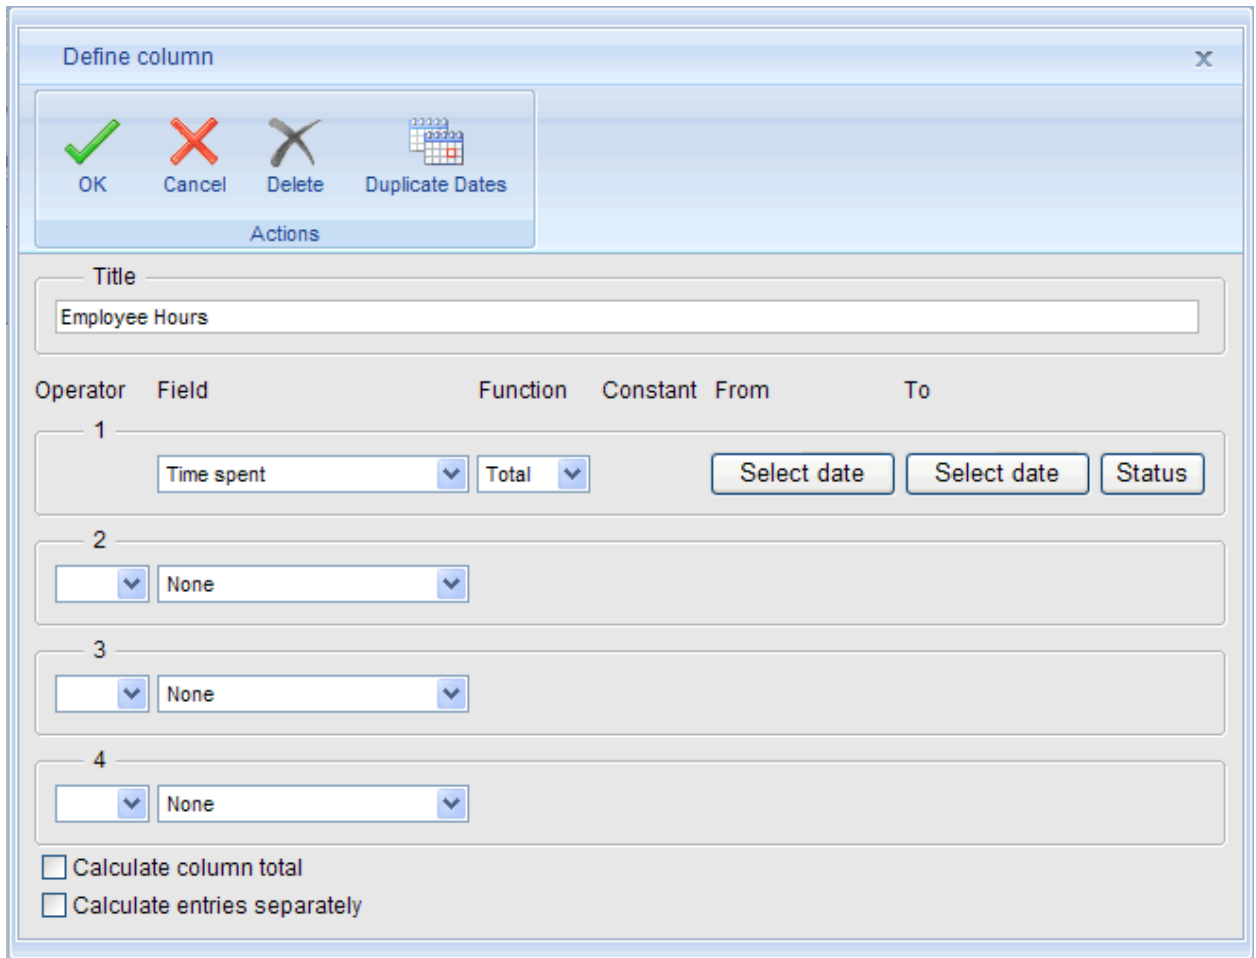 Define column
x
OK Cancel Delete Duplicate Dates
Actions
Title
Employee Hours
Operator Field Function Constant From To
1
Time spent Total Select date Select date Status
2
None
3
None
4
None
Calculate column total
Calculate entries separately